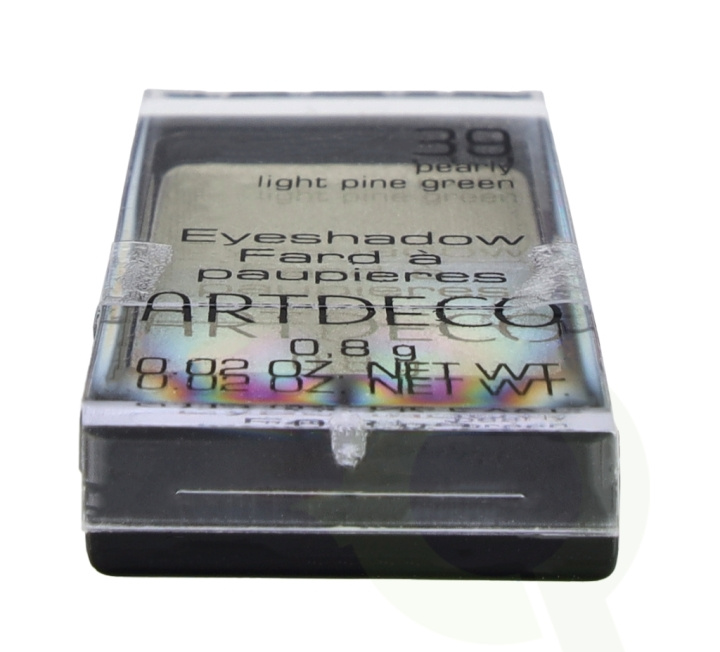 39
pearly
light pine green
Eyeshadow
Fard à
paupieres
ARTDECO
0,8 g
0.02 OZ NET WT.